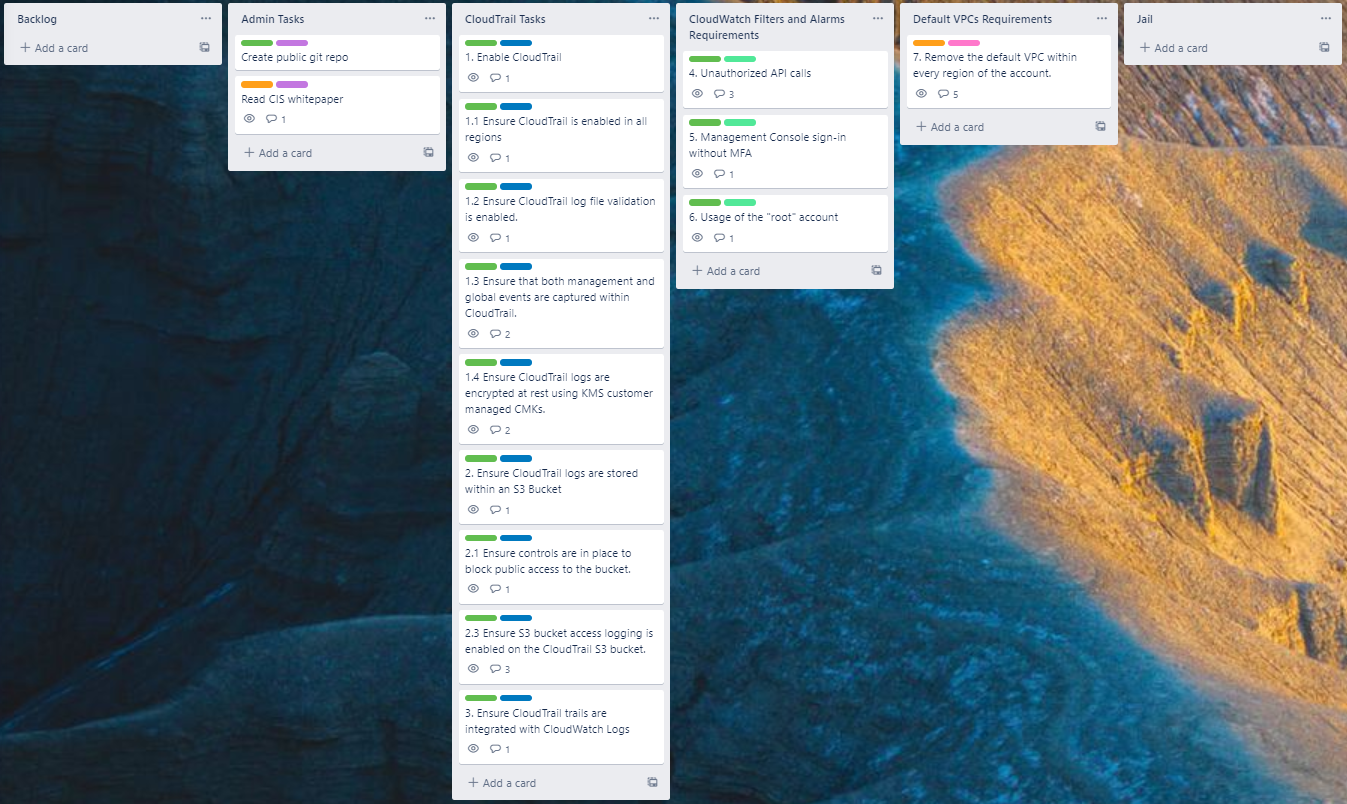 Backlog
Add a card
Admin Tasks
Create public git repo
Read CIS whitepaper
1
Add a card
CloudTrail Tasks
1. Enable CloudTrail
1
1.1 Ensure CloudTrail is enabled in all
regions
1
1.2 Ensure CloudTrail log file validation
is enabled.
1
1.3 Ensure that both management and
global events are captured within
CloudTrail.
2
1.4 Ensure CloudTrail logs are
encrypted at rest using KMS customer
managed CMKs.
2
2. Ensure CloudTrail logs are stored
within an S3 Bucket
1
2.1 Ensure controls are in place to
block public access to the bucket.
1
2.3 Ensure S3 bucket access logging is
enabled on the CloudTrail S3 bucket.
3
3. Ensure CloudTrail trails are
integrated with CloudWatch Logs
1
Add a card
CloudWatch Filters and Alarms
Requirements
4. Unauthorized API calls
3
5. Management Console sign-in
without MFA
1
6. Usage of the "root" account
1
Add a card
Default VPCs Requirements
7. Remove the default VPC within
every region of the account.
5
Add a card
Jail
Add a card